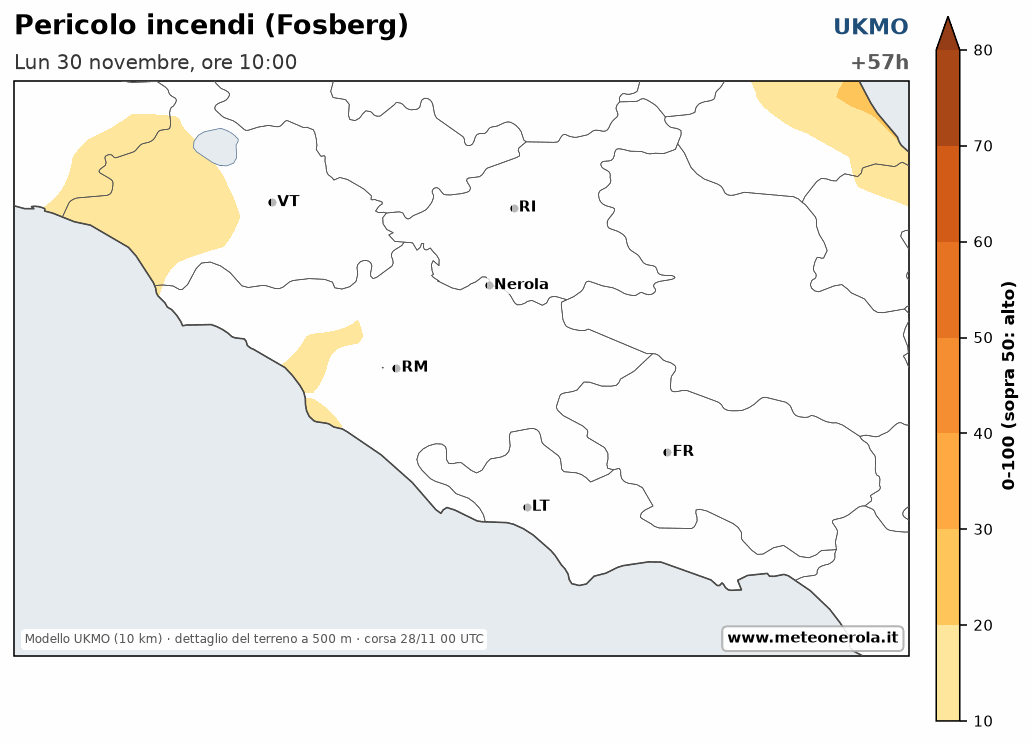 Pericolo incendi (Fosberg)
UKMO
Lun 30 novembre, ore 10:00
+57h
80
70
60
50
40
30
20
10
0-100 (sopra 50: alto)
VT
RI
Nerola
RM
FR
LT
Modello UKMO (10 km) · dettaglio del terreno a 500 m · corsa 28/11 00 UTC
www.meteonerola.it